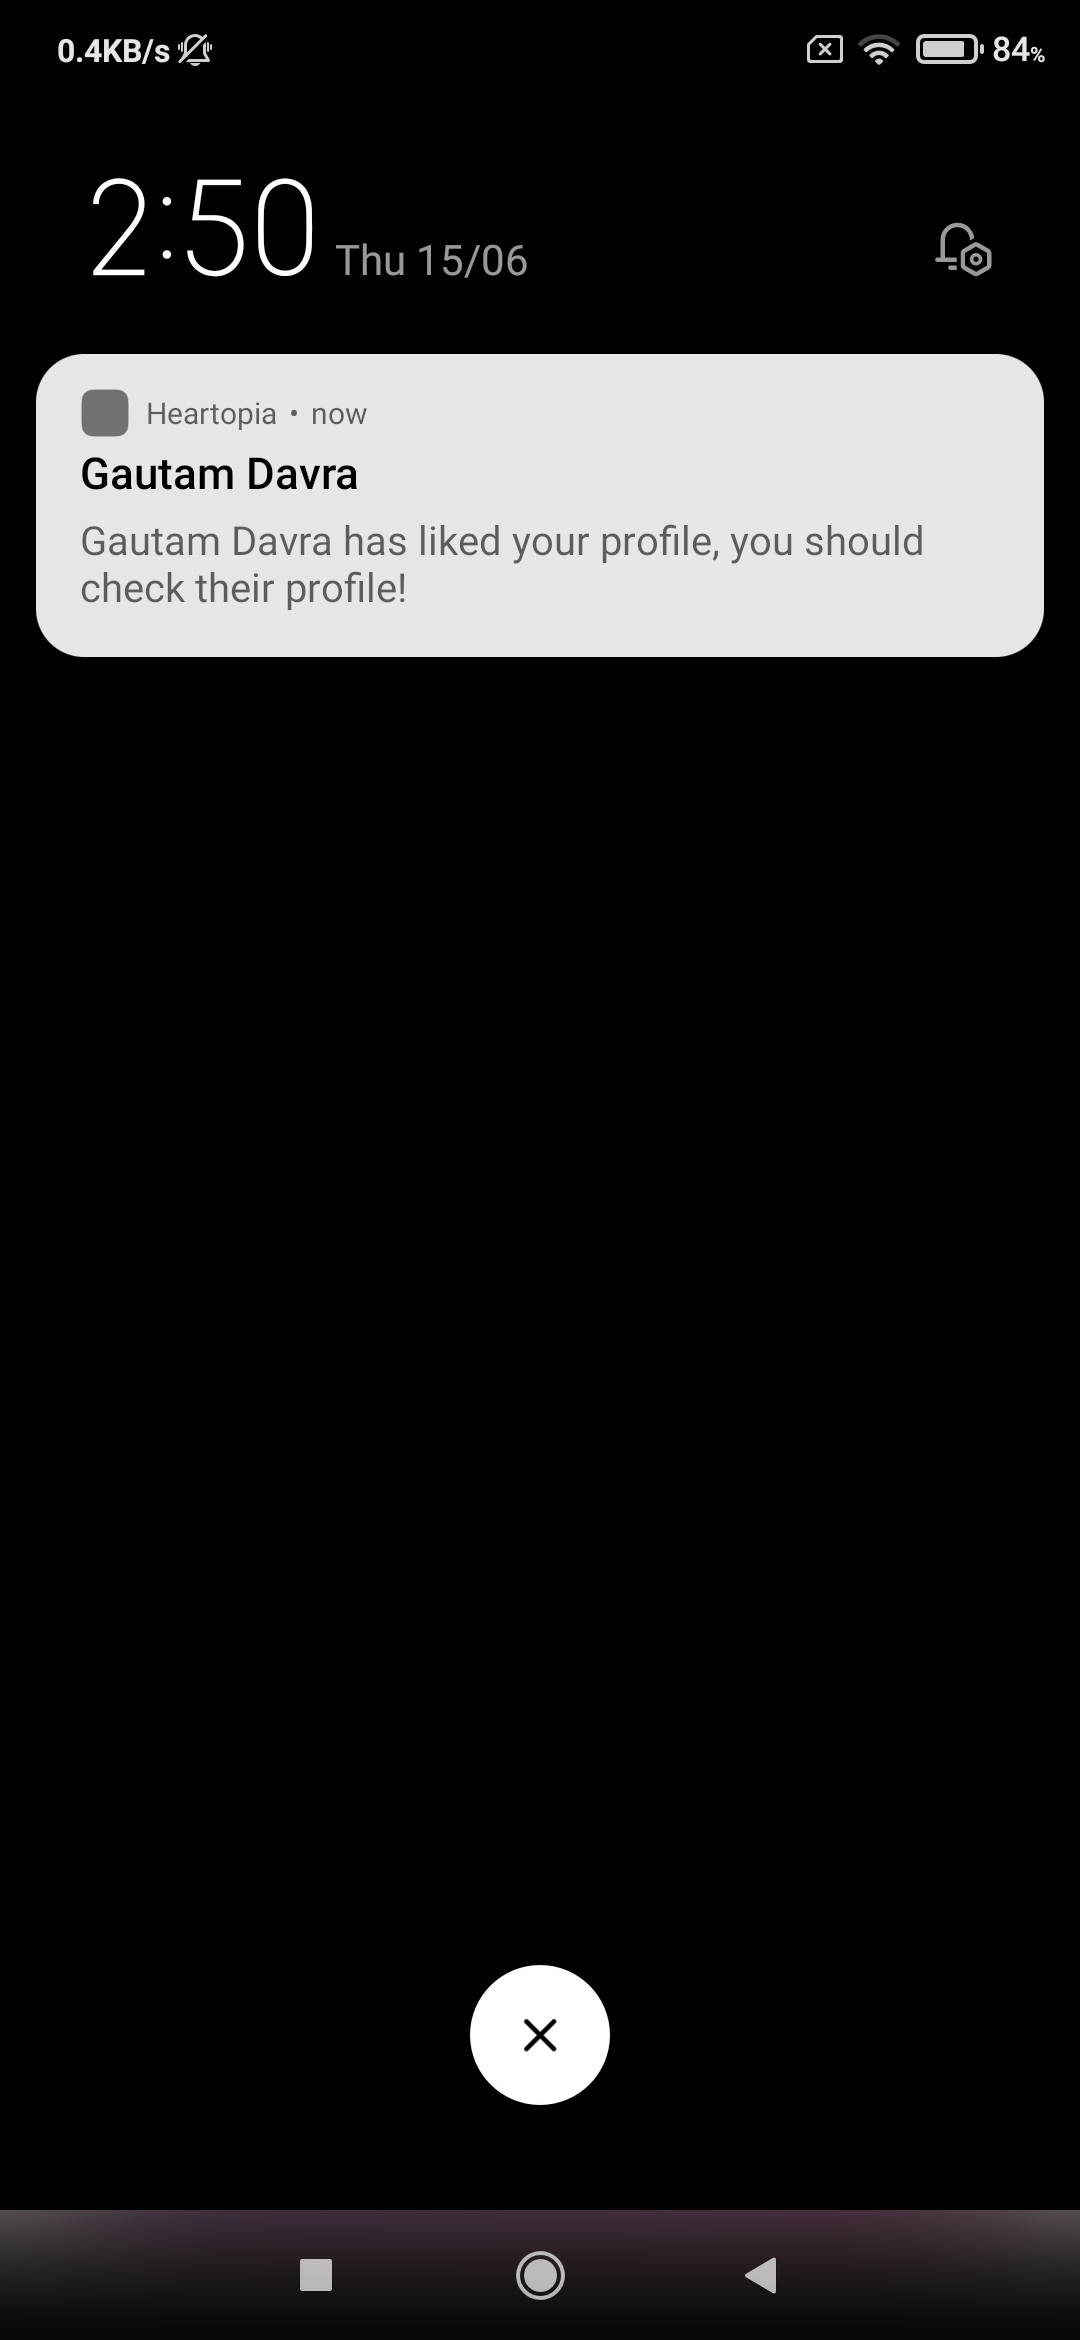 0.4KB/s 84%
2:50 Thu 15/06
Heartopia • now
Gautam Davra
Gautam Davra has liked your profile, you should
check their profile!